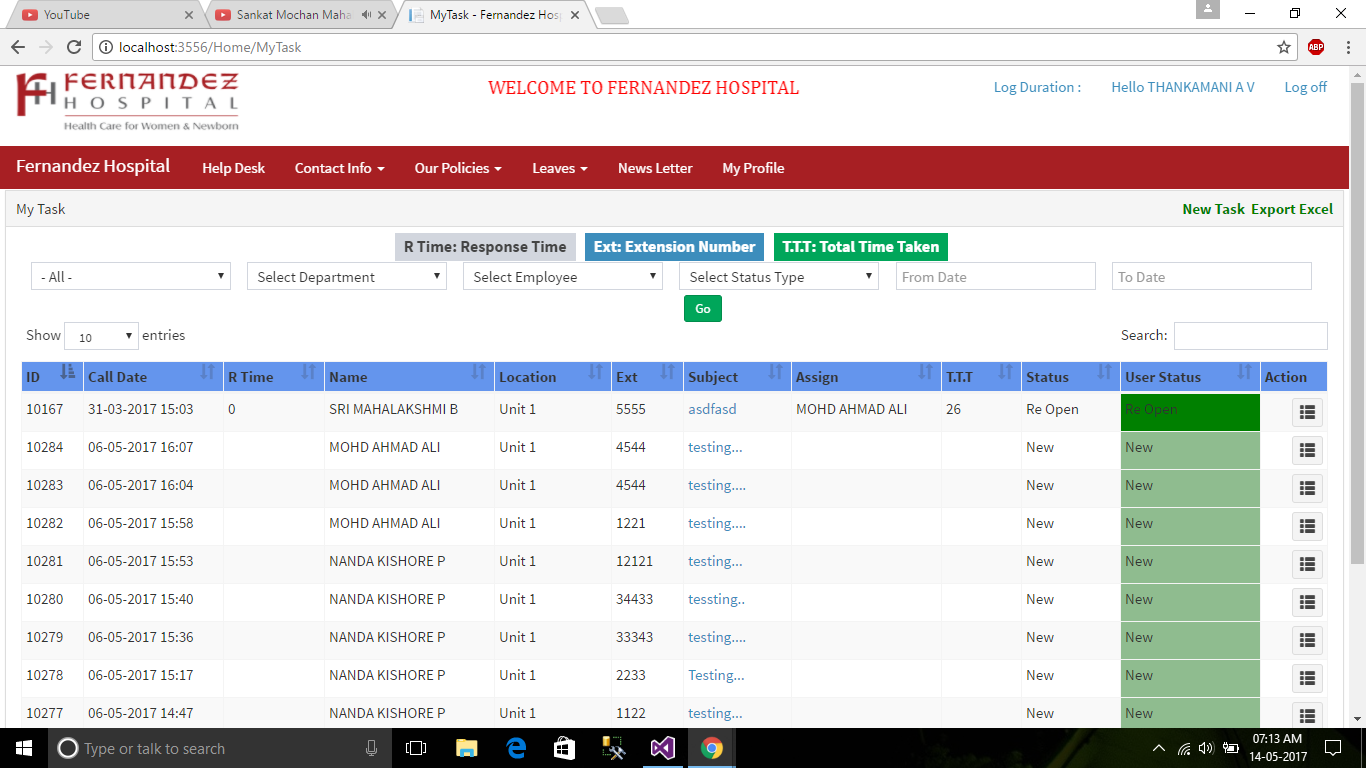 YouTube
Sankat Mochan Maha
MyTask - Fernandez Hos
localhost:3556/Home/MyTask
ABP
FERNANDEZ
HOSPITAL
Health Care for Women & Newborn
WELCOME TO FERNANDEZ HOSPITAL
Log Duration : Hello THANKAMANI A V Log off
Fernandez Hospital Help Desk Contact Info Our Policies Leaves News Letter My Profile
My Task New Task Export Excel
R Time: Response Time Ext: Extension Number T.T.T: Total Time Taken
- All - Select Department Select Employee Select Status Type From Date To Date
Go
Show 10 entries Search:
ID Call Date R Time Name Location Ext Subject Assign T.T.T Status User Status Action
10167 31-03-2017 15:03 0 SRI MAHALAKSHMI B Unit 1 5555 asdfasd MOHD AHMAD ALI 26 Re Open Re Open
10284 06-05-2017 16:07 MOHD AHMAD ALI Unit 1 4544 testing... New New
10283 06-05-2017 16:04 MOHD AHMAD ALI Unit 1 4544 testing.... New New
10282 06-05-2017 15:58 MOHD AHMAD ALI Unit 1 1221 testing.... New New
10281 06-05-2017 15:53 NANDA KISHORE P Unit 1 12121 testing... New New
10280 06-05-2017 15:40 NANDA KISHORE P Unit 1 34433 tessting.. New New
10279 06-05-2017 15:36 NANDA KISHORE P Unit 1 33343 testing.... New New
10278 06-05-2017 15:17 NANDA KISHORE P Unit 1 2233 Testing... New New
10277 06-05-2017 14:47 NANDA KISHORE P Unit 1 1122 testing... New New
Type or talk to search
07:13 AM
14-05-2017